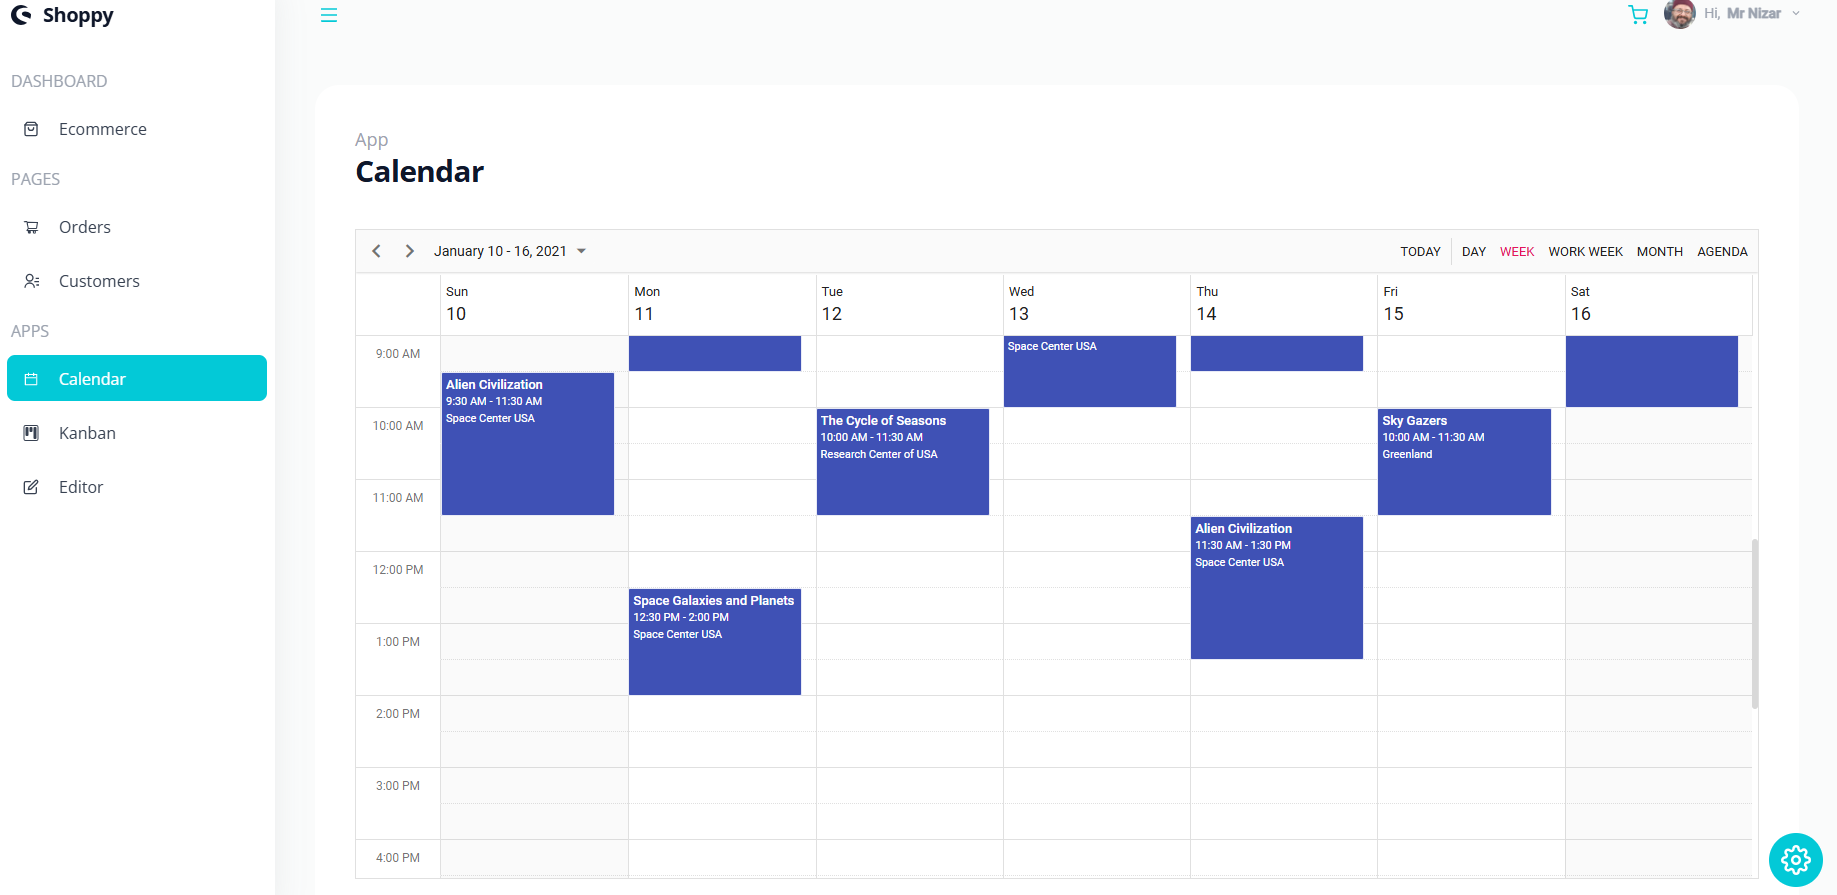 Shoppy
Hi, Mr Nizar
DASHBOARD
Ecommerce
PAGES
Orders
Customers
APPS
Calendar
Kanban
Editor
App
Calendar
January 10 - 16, 2021
TODAY DAY WEEK WORK WEEK MONTH AGENDA
Sun Mon Tue Wed Thu Fri Sat
10 11 12 13 14 15 16
9:00 AM
10:00 AM
11:00 AM
12:00 PM
1:00 PM
2:00 PM
3:00 PM
4:00 PM
Alien Civilization
9:30 AM - 11:30 AM
Space Center USA
Space Galaxies and Planets
12:30 PM - 2:00 PM
Space Center USA
The Cycle of Seasons
10:00 AM - 11:30 AM
Research Center of USA
Space Center USA
Alien Civilization
11:30 AM - 1:30 PM
Space Center USA
Sky Gazers
10:00 AM - 11:30 AM
Greenland